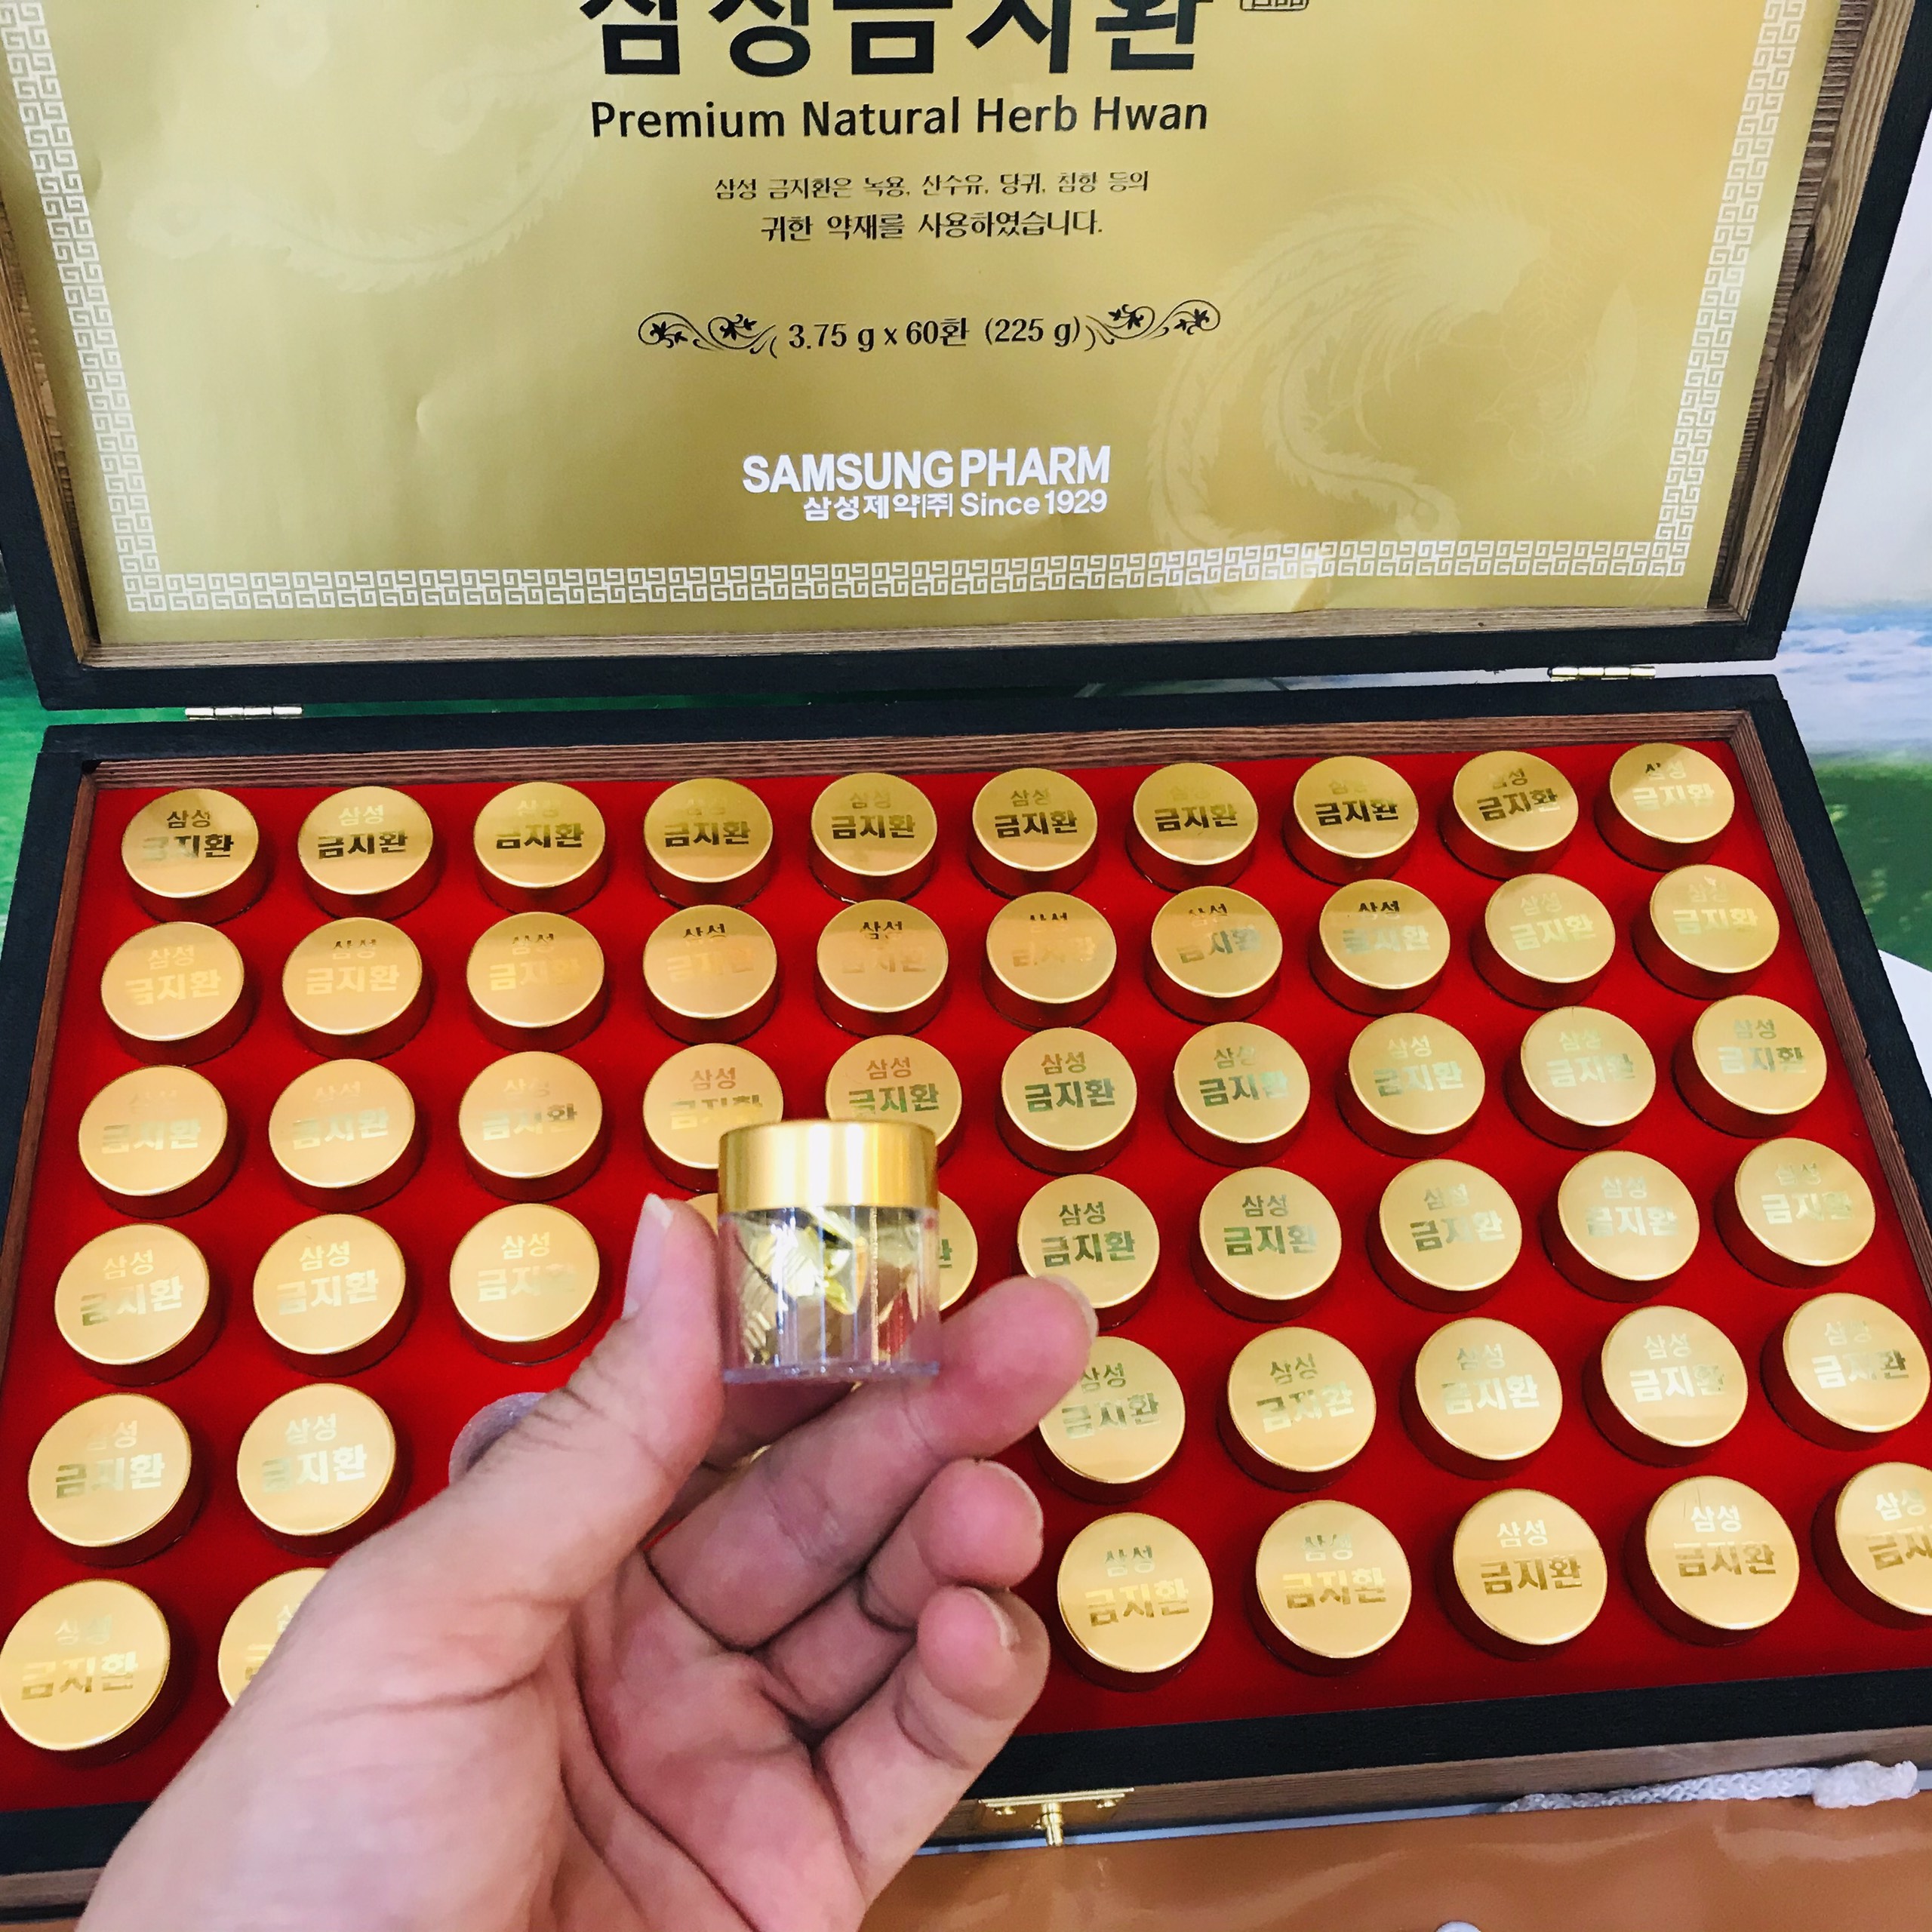 삼성금지환
Premium Natural Herb Hwan
삼성 금지환은 녹용, 산수유, 당귀, 침향 등의
귀한 약재를 사용하였습니다.
3.75 g x 60환 (225 g)
SAMSUNG PHARM
삼성제약(주) Since 1929
삼성
금지환